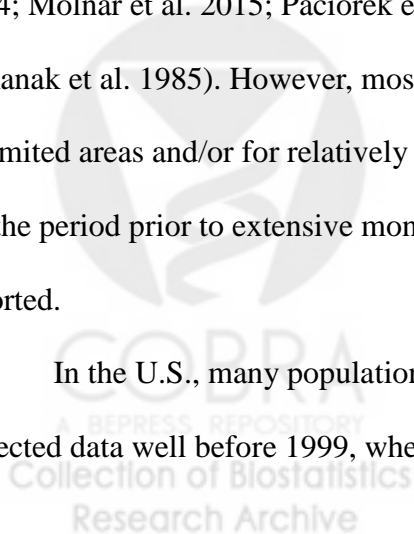 4; Molnar et al. 2015; Paciorek e
anak et al. 1985). However, mos
mited areas and/or for relatively
the period prior to extensive mon
orted.
COBRA
In the U.S., many population
A BEPRESS REPOSITORY
ected data well before 1999, whe
Collection of Biostatistics
Research Archive